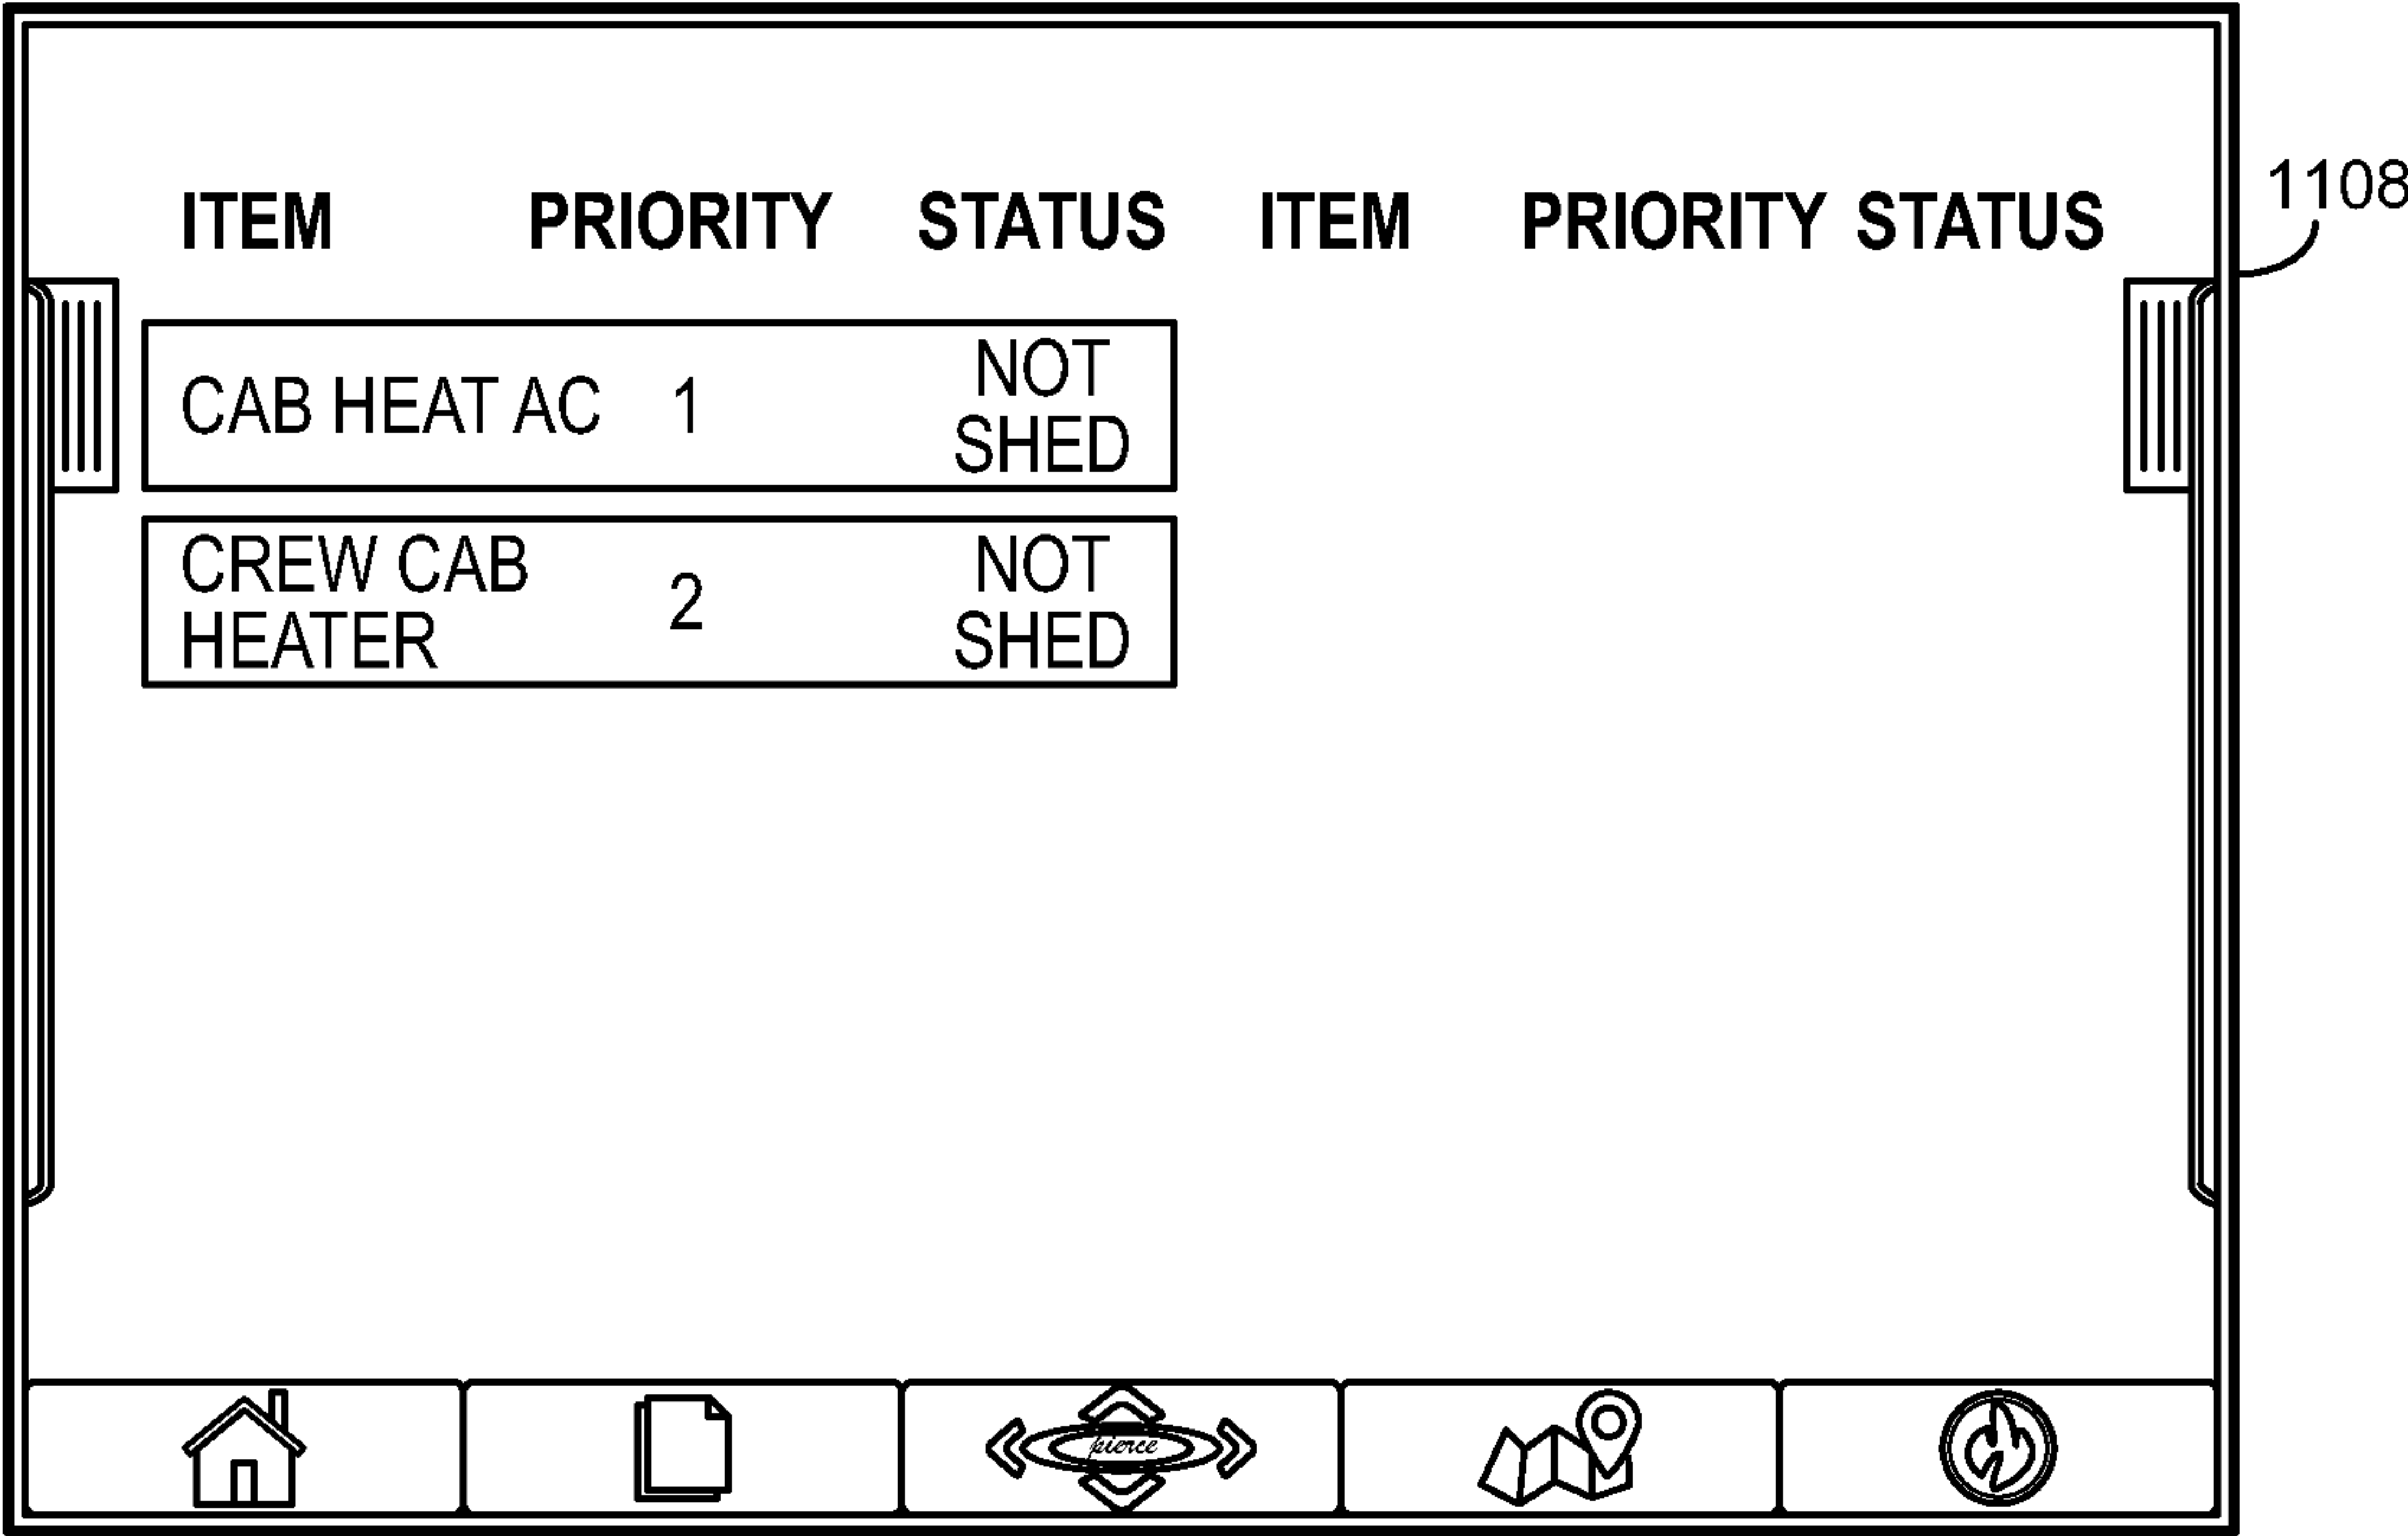 1108
ITEM PRIORITY STATUS ITEM PRIORITY STATUS
CAB HEAT AC 1 NOT SHED
CREW CAB HEATER 2 NOT SHED
pierce